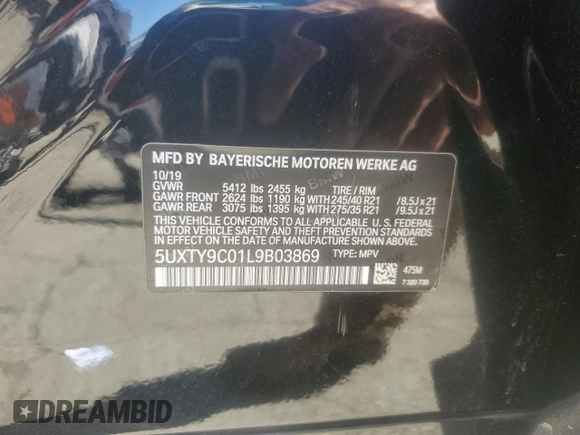 MFD BY BAYERISCHE MOTOREN WERKE AG
10/19
GVWR 5412 lbs 2455 kg TIRE / RIM
GAWR FRONT 2624 lbs 1190 kg WITH 245/40 R21 /8.5J x 21
GAWR REAR 3075 lbs 1395 kg WITH 275/35 R21 /9.5J x 21
THIS VEHICLE CONFORMS TO ALL APPLICABLE U. S. FEDERAL
MOTOR VEHICLE SAFETY, BUMPER, AND THEFT PREVENTION
STANDARDS IN EFFECT ON THE DATE OF MANUFACTURE SHOWN ABOVE.
5UXTY9C01L9B03869 TYPE: MPV
475M
7 320 730
DREAMBID